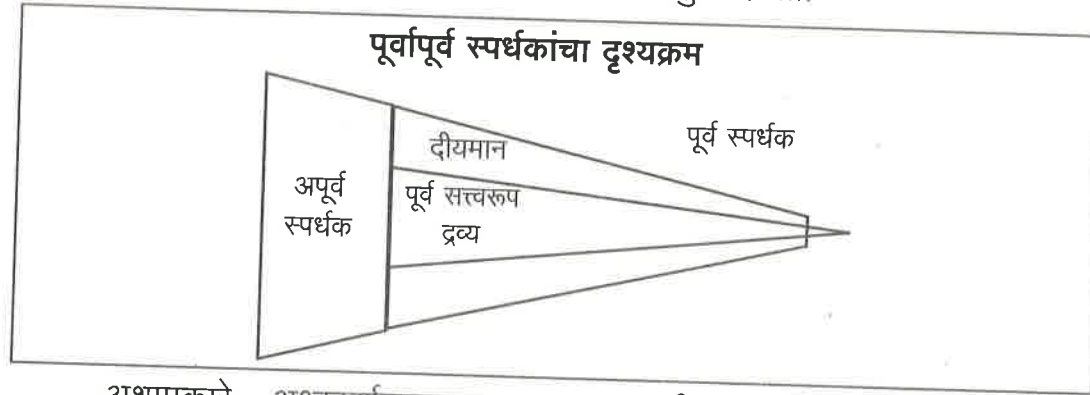 पूर्वापूर्व स्पर्धकांचा दृश्यक्रम
पूर्व स्पर्धक
दीयमान
अपूर्व
स्पर्धक
पूर्व सत्त्वरूप
द्रव्य